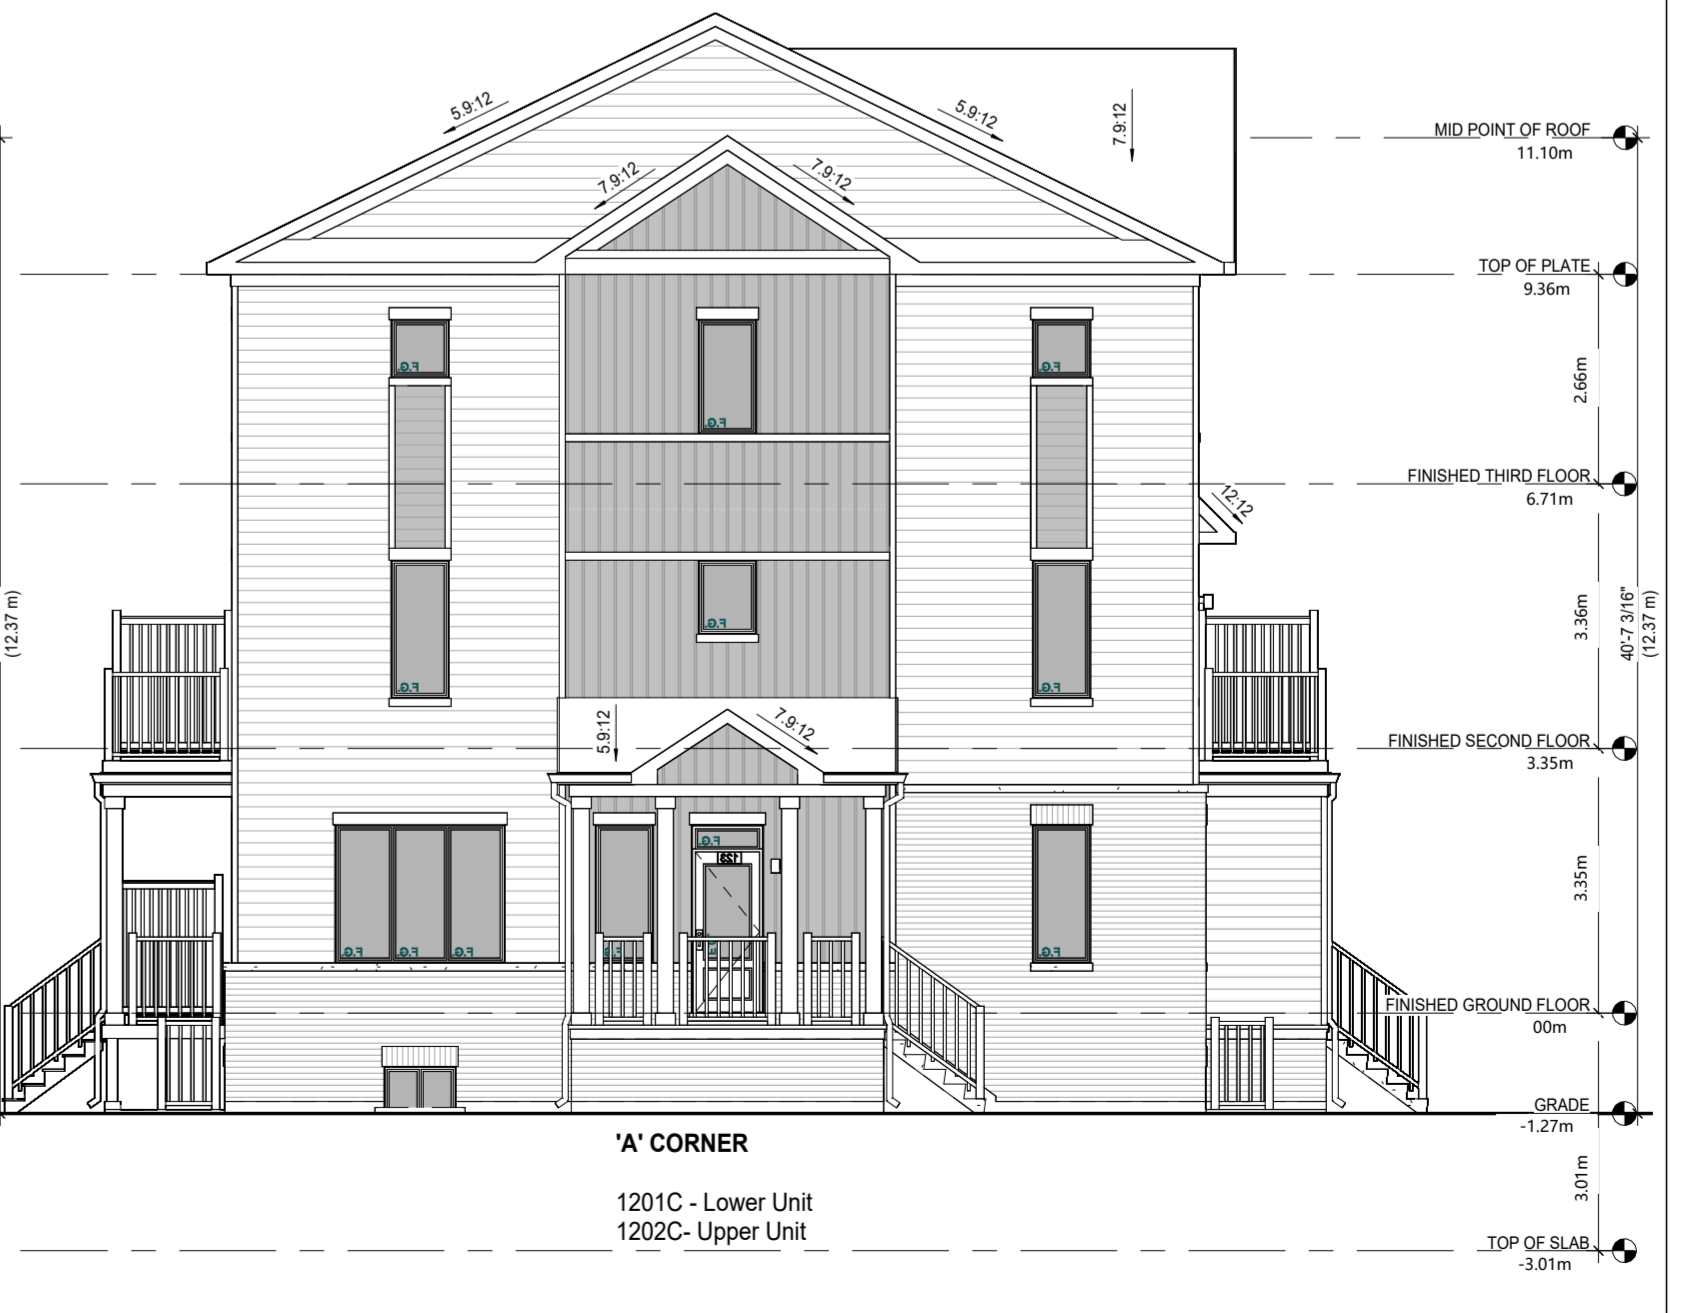 5.9:12
5.9:12
7.9:12
MID POINT OF ROOF
11.10m
7.9:12
7.9:12
TOP OF PLATE
9.36m
F.G.
F.G.
2.66m
F.G.
FINISHED THIRD FLOOR
6.71m
12:12
(12.37 m)
3.36m
40'-7 3/16"
(12.37 m)
F.G.
F.G.
F.G.
5.9:12
7.9:12
FINISHED SECOND FLOOR
3.35m
F.G.
123
3.35m
F.G.
F.G.
F.G.
F.G.
F.G.
F.G.
FINISHED GROUND FLOOR
00m
GRADE
-1.27m
'A' CORNER
3.01m
1201C - Lower Unit
1202C- Upper Unit
TOP OF SLAB
-3.01m